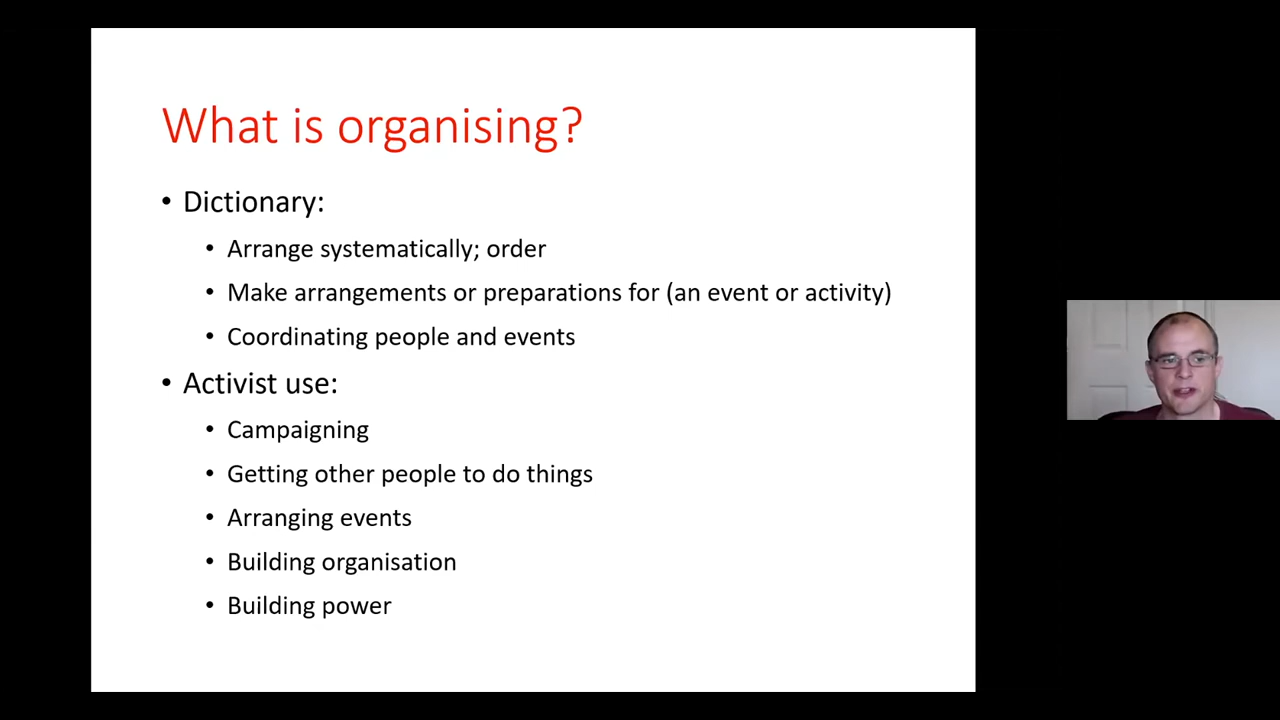 What is organising?
• Dictionary:
• Arrange systematically; order
• Make arrangements or preparations for (an event or activity)
• Coordinating people and events
• Activist use:
• Campaigning
• Getting other people to do things
• Arranging events
• Building organisation
• Building power